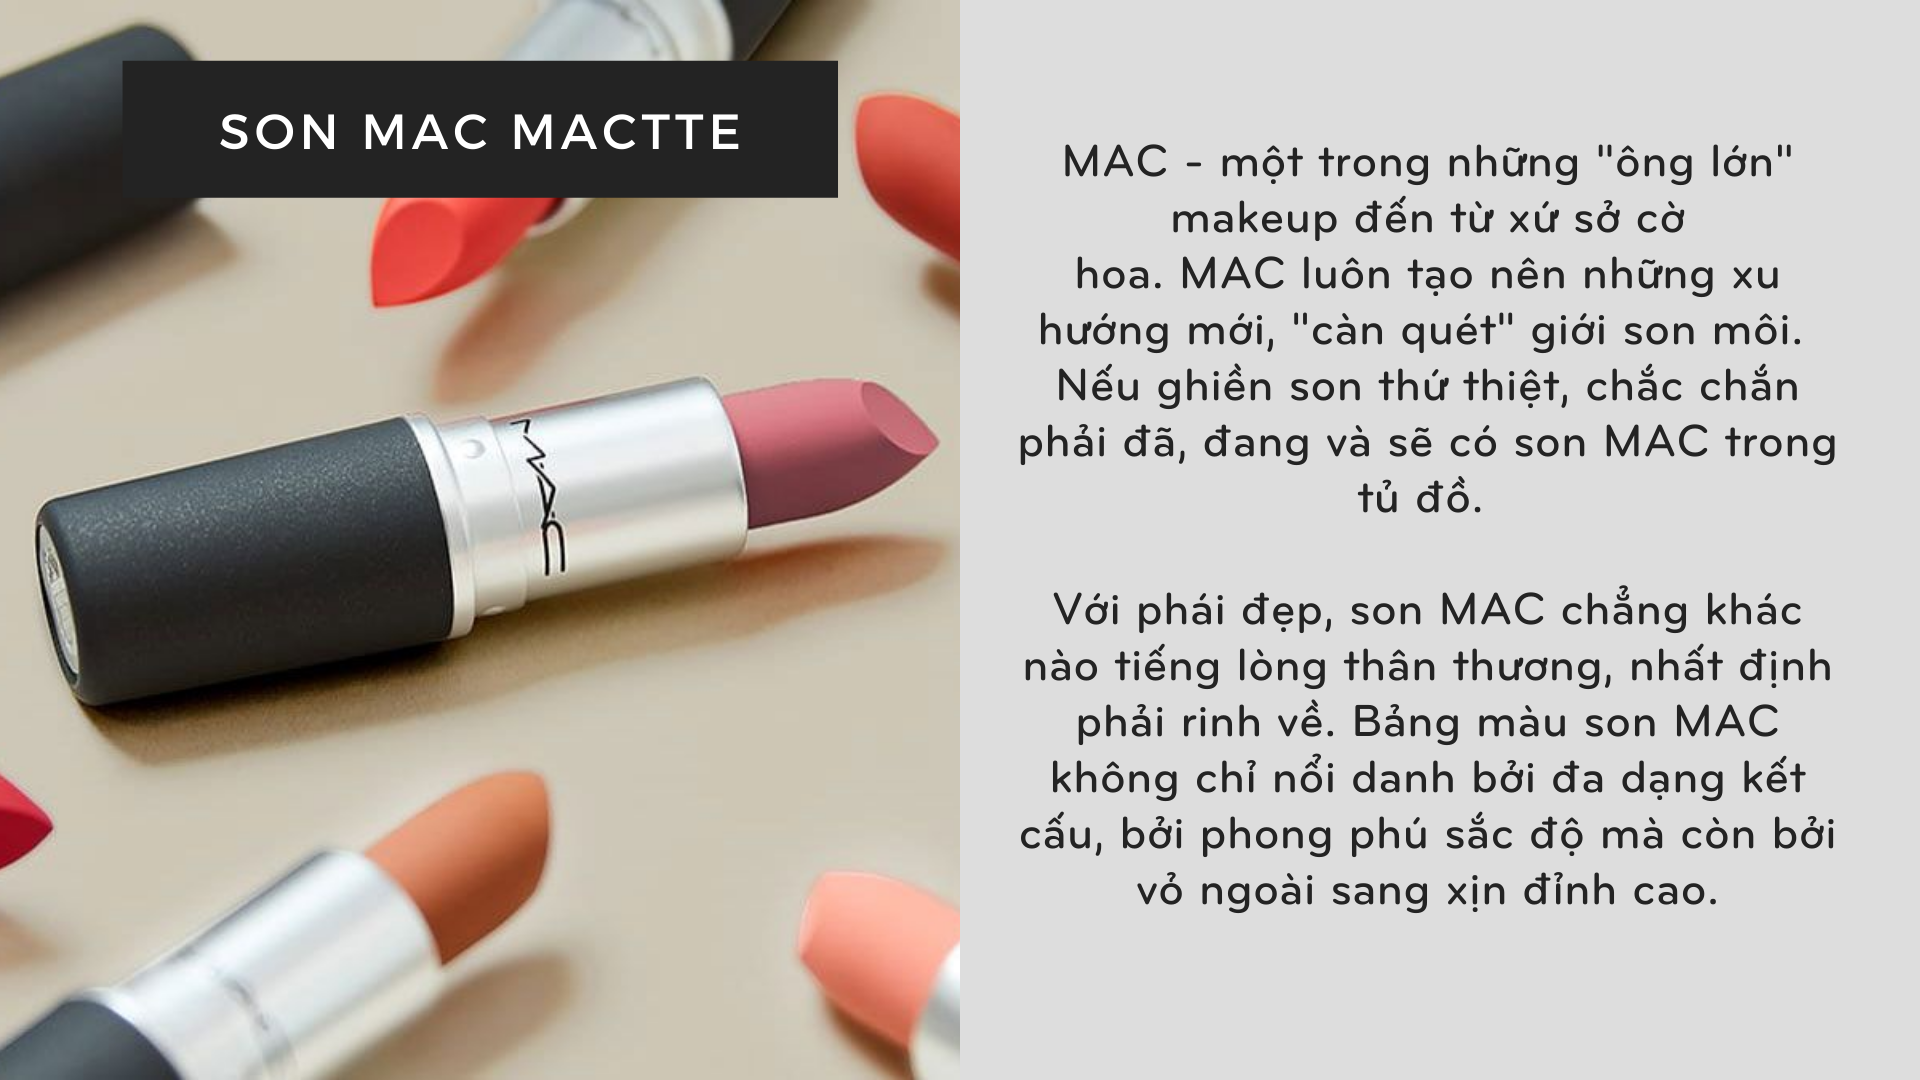 SON MAC MACTTE
MAC
MAC - một trong những "ông lớn"
makeup đến từ xứ sở cờ
hoa. MAC luôn tạo nên những xu
hướng mới, "càn quét" giới son môi.
Nếu ghiền son thứ thiệt, chắc chắn
phải đã, đang và sẽ có son MAC trong
tủ đồ.
Với phái đẹp, son MAC chẳng khác
nào tiếng lòng thân thương, nhất định
phải rinh về. Bảng màu son MAC
không chỉ nổi danh bởi đa dạng kết
cấu, bởi phong phú sắc độ mà còn bởi
vỏ ngoài sang xịn đỉnh cao.